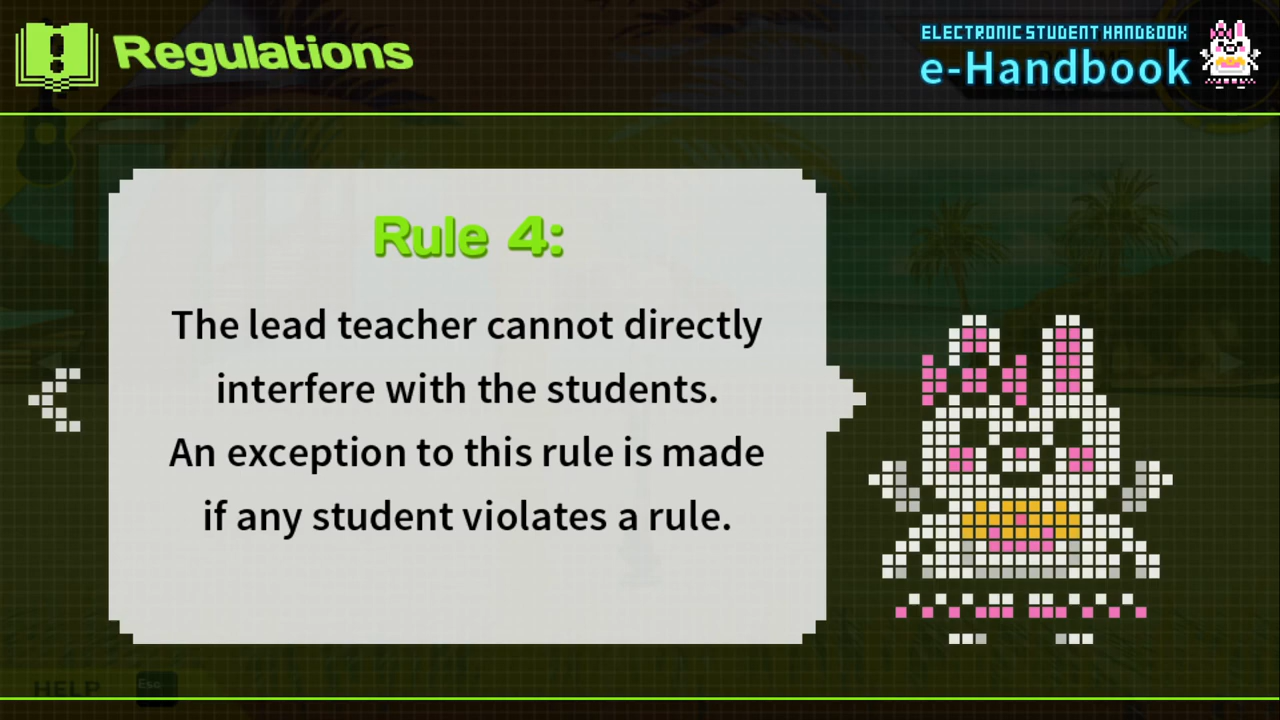 Regulations
ELECTRONIC STUDENT HANDBOOK
e-Handbook
Rule 4:
The lead teacher cannot directly
interfere with the students.
An exception to this rule is made
if any student violates a rule.
HELP
Esc